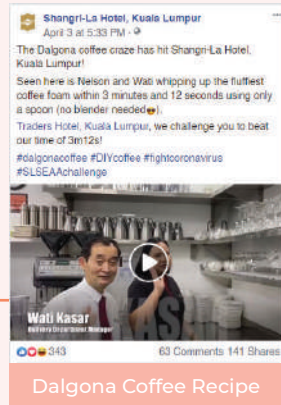 Shangri-La Hotel, Kuala Lumpur
April 3 at 5:33 PM ·
The Dalgona coffee craze has hit Shangri-La Hotel,
Kuala Lumpur!
Seen here is Nelson and Wati whipping up the fluffiest
coffee foam within 3 minutes and 12 seconds using only
a spoon (no blender needed😎).
Traders Hotel, Kuala Lumpur, we challenge you to beat
our time of 3m12s!
#dalgonacoffee #DIYcoffee #fightcoronavirus
#SLSEAAchallenge
Wati Kasar
Department Manager
343
63 Comments 141 Shares
Dalgona Coffee Recipe